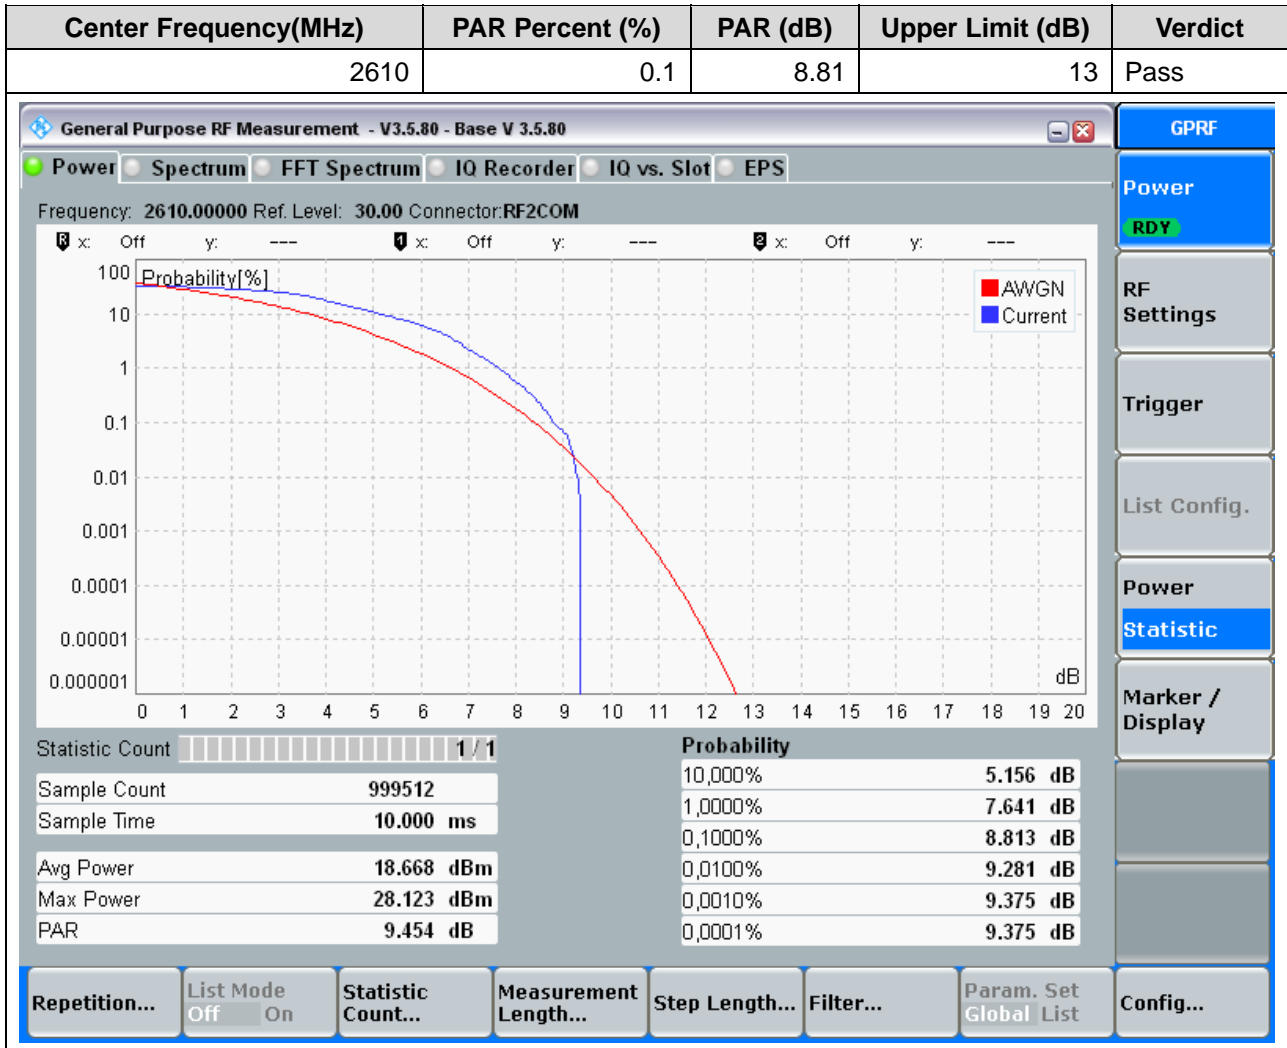 Center Frequency(MHz) PAR Percent (%) PAR (dB) Upper Limit (dB) Verdict
2610 0.1 8.81 13 Pass
General Purpose RF Measurement - V3.5.80 - Base V 3.5.80
GPRF
Power Spectrum FFT Spectrum IQ Recorder IQ vs. Slot EPS
Power
RDY
Frequency: 2610.00000 Ref. Level: 30.00 Connector:RF2COM
R x: Off y: --- 1 x: Off y: --- 2 x: Off y: ---
Probability[%]
AWGN
Current
100
10
1
0.1
0.01
0.001
0.0001
0.00001
0.000001
dB
0 1 2 3 4 5 6 7 8 9 10 11 12 13 14 15 16 17 18 19 20
RF
Settings
Trigger
List Config.
Power
Statistic
Marker /
Display
Statistic Count 1 / 1
Sample Count 999512
Sample Time 10.000 ms
Avg Power 18.668 dBm
Max Power 28.123 dBm
PAR 9.454 dB
Probability
10,000% 5.156 dB
1,0000% 7.641 dB
0,1000% 8.813 dB
0,0100% 9.281 dB
0,0010% 9.375 dB
0,0001% 9.375 dB
Repetition...
List Mode
Off On
Statistic
Count...
Measurement
Length...
Step Length...
Filter...
Param. Set
Global List
Config...